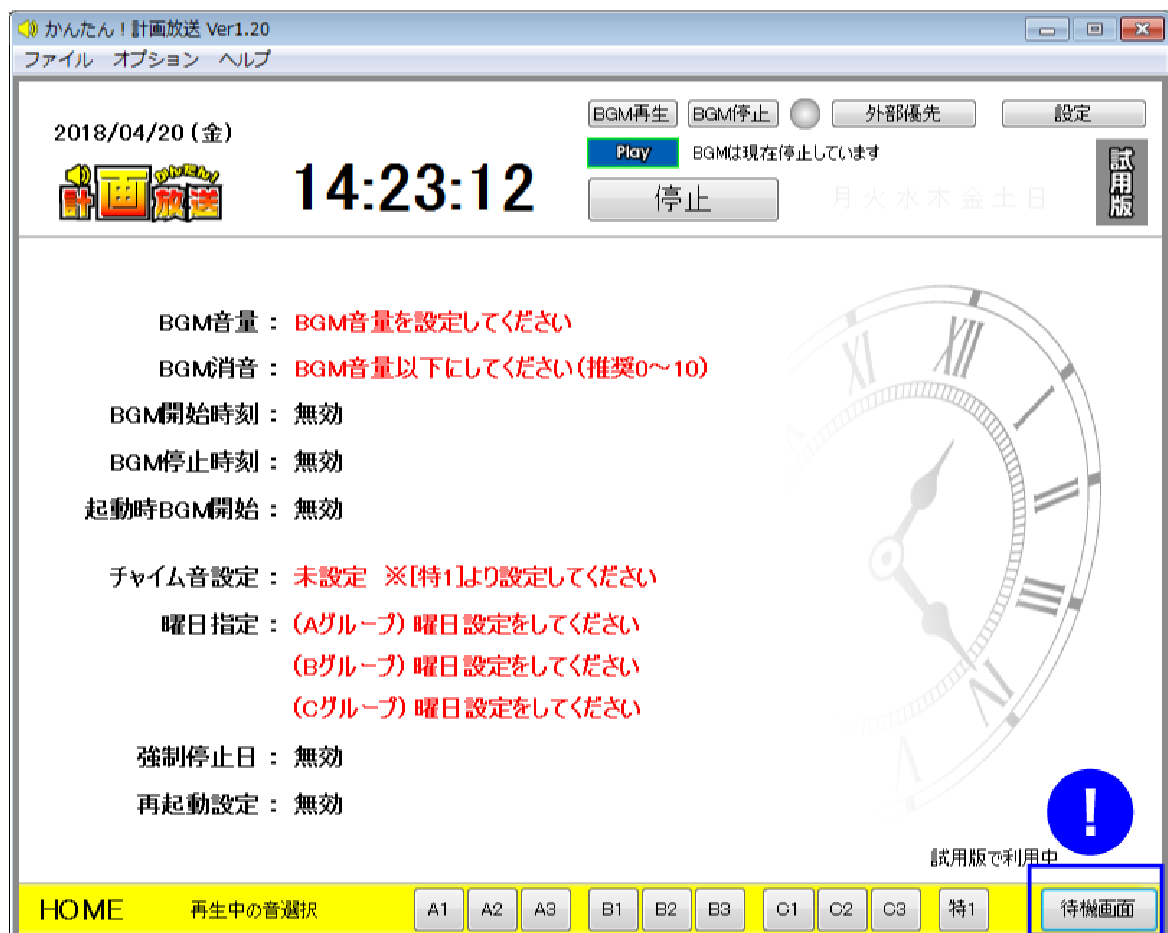 かんたん！計画放送 Ver1.20
ファイル オプション ヘルプ
2018/04/20 (金)
かんたん!
計画放送
14:23:12
BGM再生 BGM停止 外部優先 設定
Play BGMは現在停止しています
停止
月 火 水 木 金 土 日
試用版
BGM音量 : BGM音量を設定してください
BGM消音 : BGM音量以下にしてください(推奨0～10)
BGM開始時刻 : 無効
BGM停止時刻 : 無効
起動時BGM開始 : 無効
チャイム音設定 : 未設定 ※[特1]より設定してください
曜日指定 : (Aグループ) 曜日設定をしてください
(Bグループ) 曜日設定をしてください
(Cグループ) 曜日設定をしてください
強制停止日 : 無効
再起動設定 : 無効
XI XII I II III IV V VI
!
試用版で利用中
HOME 再生中の音選択 A1 A2 A3 B1 B2 B3 C1 C2 C3 特1 待機画面